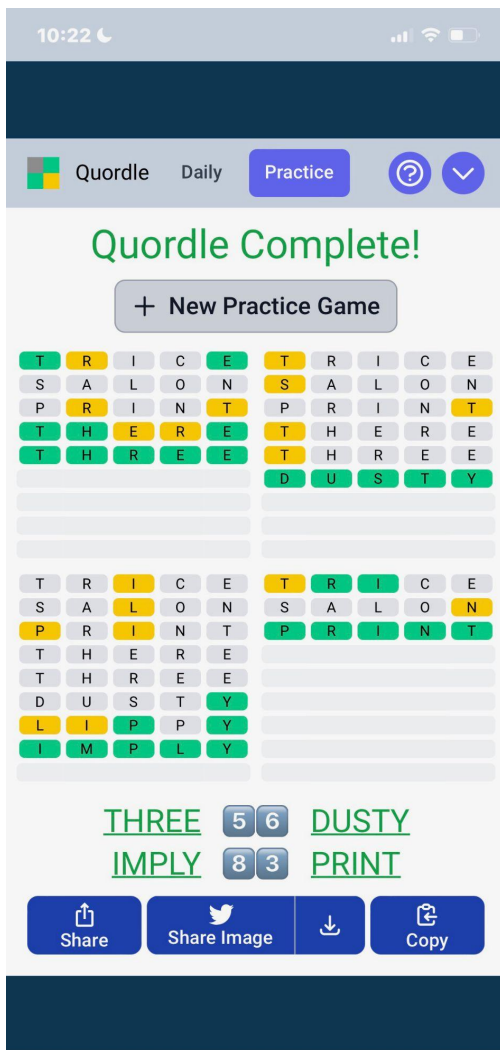 10:22
Quordle Daily Practice
Quordle Complete!
+ New Practice Game
T R I C E T R I C E
S A L O N S A L O N
P R I N T P R I N T
T H E R E T H E R E
T H R E E T H R E E
D U S T Y
T R I C E T R I C E
S A L O N S A L O N
P R I N T P R I N T
T H E R E
T H R E E
D U S T Y
L I P P Y
I M P L Y
THREE 5 6 DUSTY
IMPLY 8 3 PRINT
Share Share Image Copy